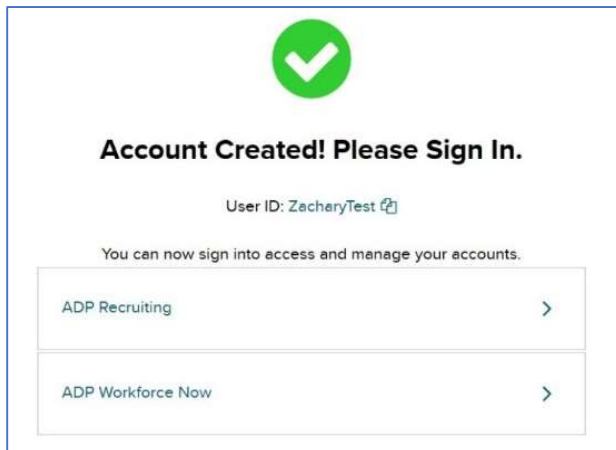 Account Created! Please Sign In.
User ID: ZacharyTest
You can now sign into access and manage your accounts.
ADP Recruiting
ADP Workforce Now